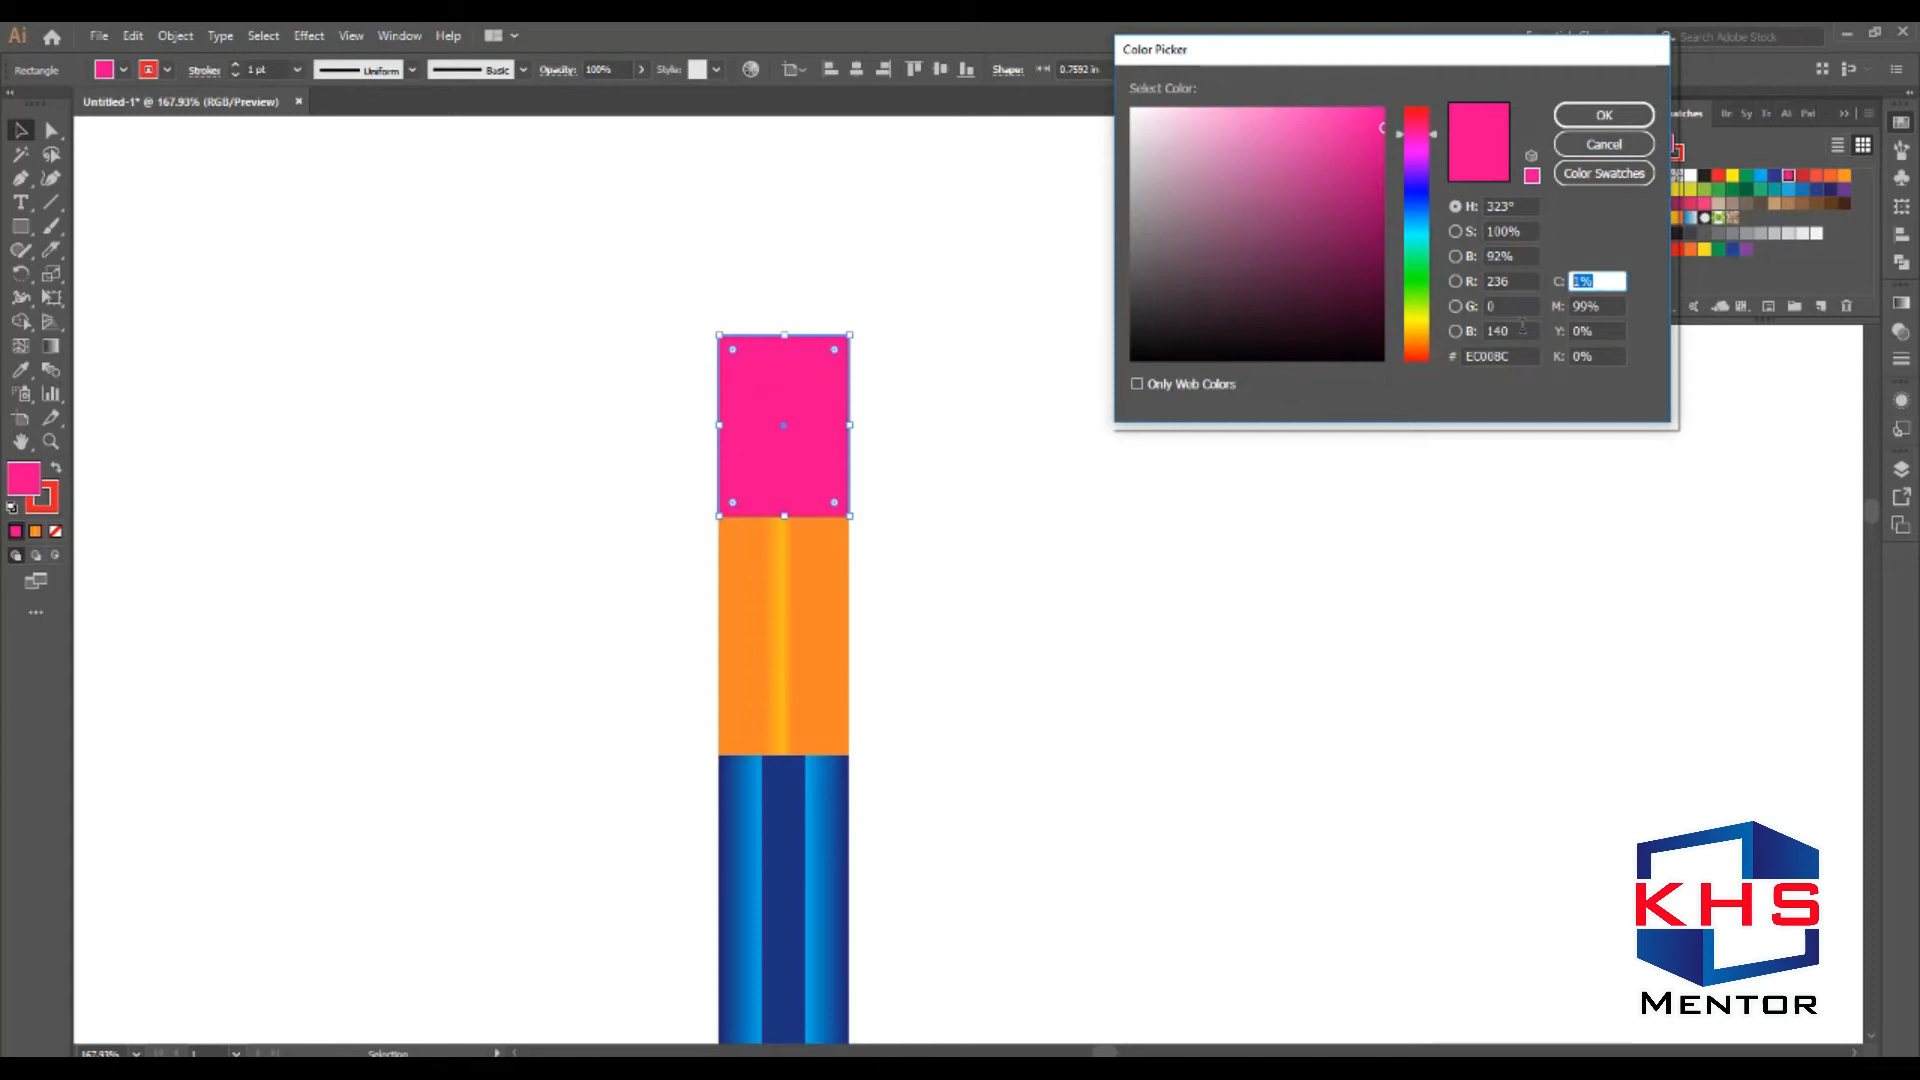 Ai File Edit Object Type Select Effect View Window Help
Search Adobe Stock
Rectangle Strokes 1 pt Uniform Basic Opacity: 100% Style: Shape: 0.7592 in
Untitled-1* @ 167.93% (RGB/Preview) ×
Color Picker
Select Color:
OK
Cancel
Color Swatches
H: 323°
S: 100%
B: 92%
R: 236 C: 1%
G: 0 M: 99%
B: 140 Y: 0%
# EC008C K: 0%
Only Web Colors
Br Sy Tr Al Pat
KHS
MENTOR
167.93% 1 Selection